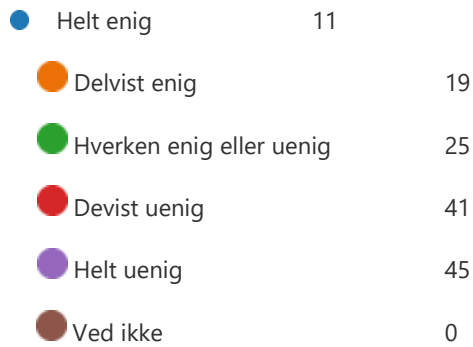 Helt enig 11
Delvist enig 19
Hverken enig eller uenig 25
Devist uenig 41
Helt uenig 45
Ved ikke 0